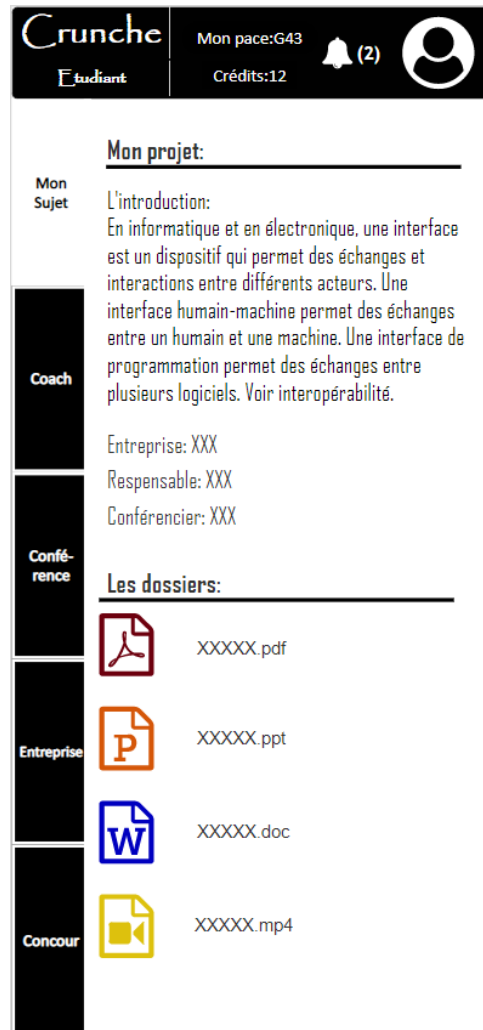 Crunche
Etudiant
Mon pace:G43
Crédits:12
(2)
Mon
Sujet
Coach
Confé-
rence
Entreprise
Concour
Mon projet:
L'introduction:
En informatique et en électronique, une interface
est un dispositif qui permet des échanges et
interactions entre différents acteurs. Une
interface humain-machine permet des échanges
entre un humain et une machine. Une interface de
programmation permet des échanges entre
plusieurs logiciels. Voir interopérabilité.
Entreprise: XXX
Respensable: XXX
Conférencier: XXX
Les dossiers:
XXXXX.pdf
P
XXXXX.ppt
W
XXXXX.doc
XXXXX.mp4